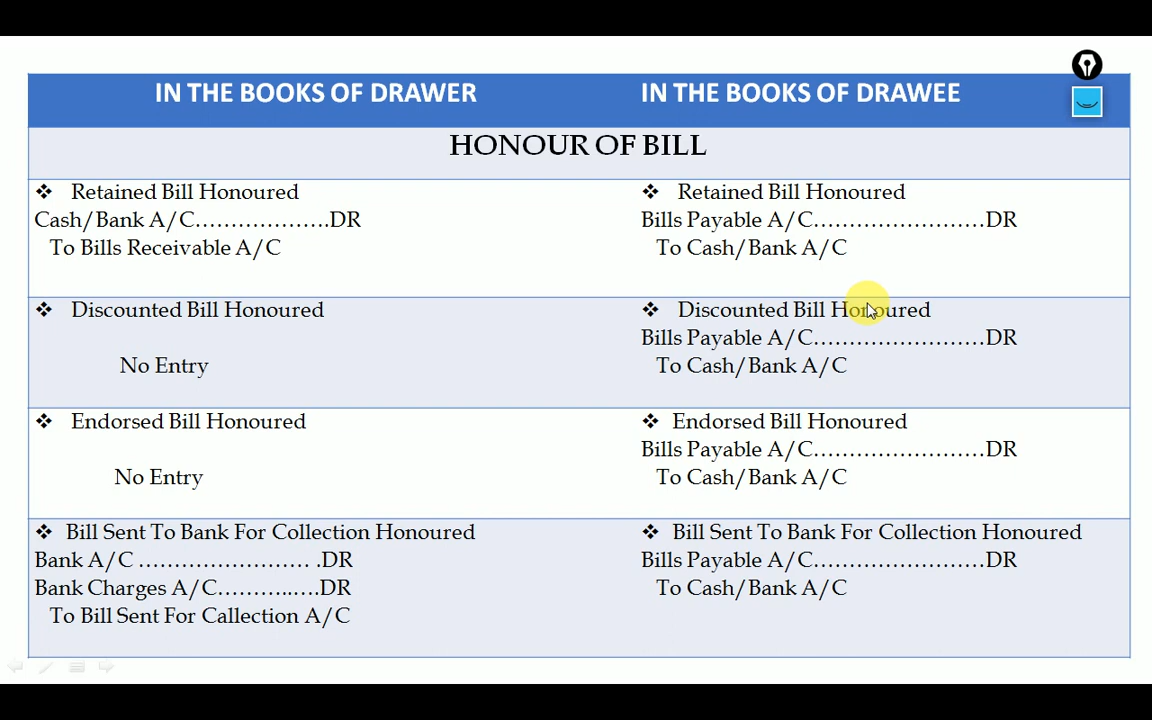 IN THE BOOKS OF DRAWER IN THE BOOKS OF DRAWEE
HONOUR OF BILL
❖ Retained Bill Honoured
Cash/Bank A/C……………….DR
To Bills Receivable A/C
❖ Retained Bill Honoured
Bills Payable A/C……………………DR
To Cash/Bank A/C
❖ Discounted Bill Honoured
No Entry
❖ Discounted Bill Honoured
Bills Payable A/C……………………DR
To Cash/Bank A/C
❖ Endorsed Bill Honoured
No Entry
❖ Endorsed Bill Honoured
Bills Payable A/C……………………DR
To Cash/Bank A/C
❖ Bill Sent To Bank For Collection Honoured
Bank A/C …………………… .DR
Bank Charges A/C………..….DR
To Bill Sent For Callection A/C
❖ Bill Sent To Bank For Collection Honoured
Bills Payable A/C……………………DR
To Cash/Bank A/C